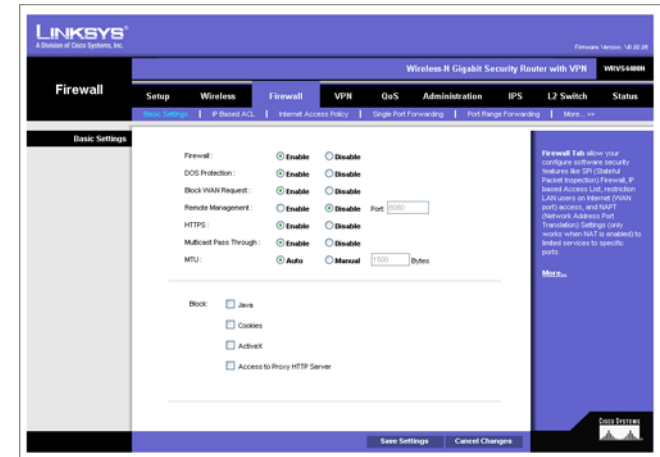 LINKSYS®
A Division of Cisco Systems, Inc.
Firmware Version: V0.00.08
Wireless-N Gigabit Security Router with VPN WRVS4400N
Firewall
Setup Wireless Firewall VPN QoS Administration IPS L2 Switch Status
Basic Settings | IP Based ACL | Internet Access Policy | Single Port Forwarding | Port Range Forwarding | More...>>
Basic Settings
Firewall : Enable Disable
DOS Protection : Enable Disable
Block WAN Request : Enable Disable
Remote Management : Enable Disable Port: 8080
HTTPS : Enable Disable
Multicast Pass Through : Enable Disable
MTU : Auto Manual 1500 Bytes
Block: Java
Cookies
ActiveX
Access to Proxy HTTP Server
Firewall Tab allow your
configure software security
features like SPI (Stateful
Packet Inspection) Firewall, IP
based Access List, restriction
LAN users on Internet (WAN
port) access, and NAPT
(Network Address Port
Translation) Settings (only
works when NAT is enabled) to
limited services to specific
ports.
More...
Save Settings Cancel Changes
CISCO SYSTEMS